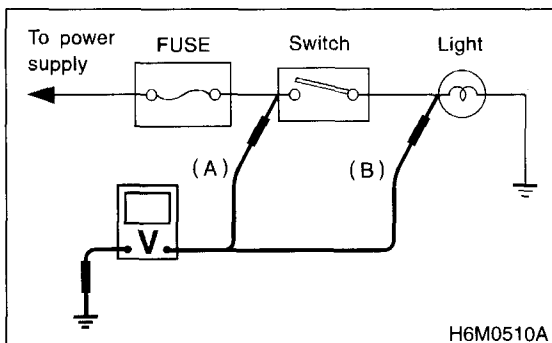 To power
supply
FUSE
Switch
Light
(A)
(B)
V
H6M0510A